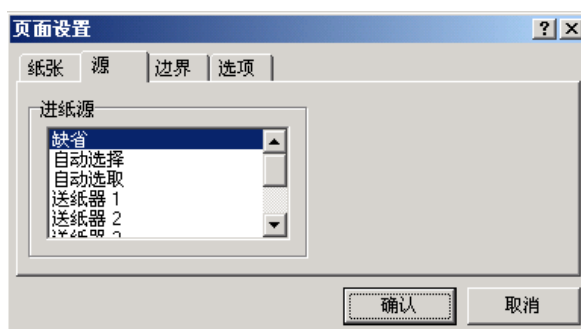 页面设置
纸张 源 边界 选项
进纸源
缺省
自动选择
自动选取
送纸器 1
送纸器 2
确认 取消